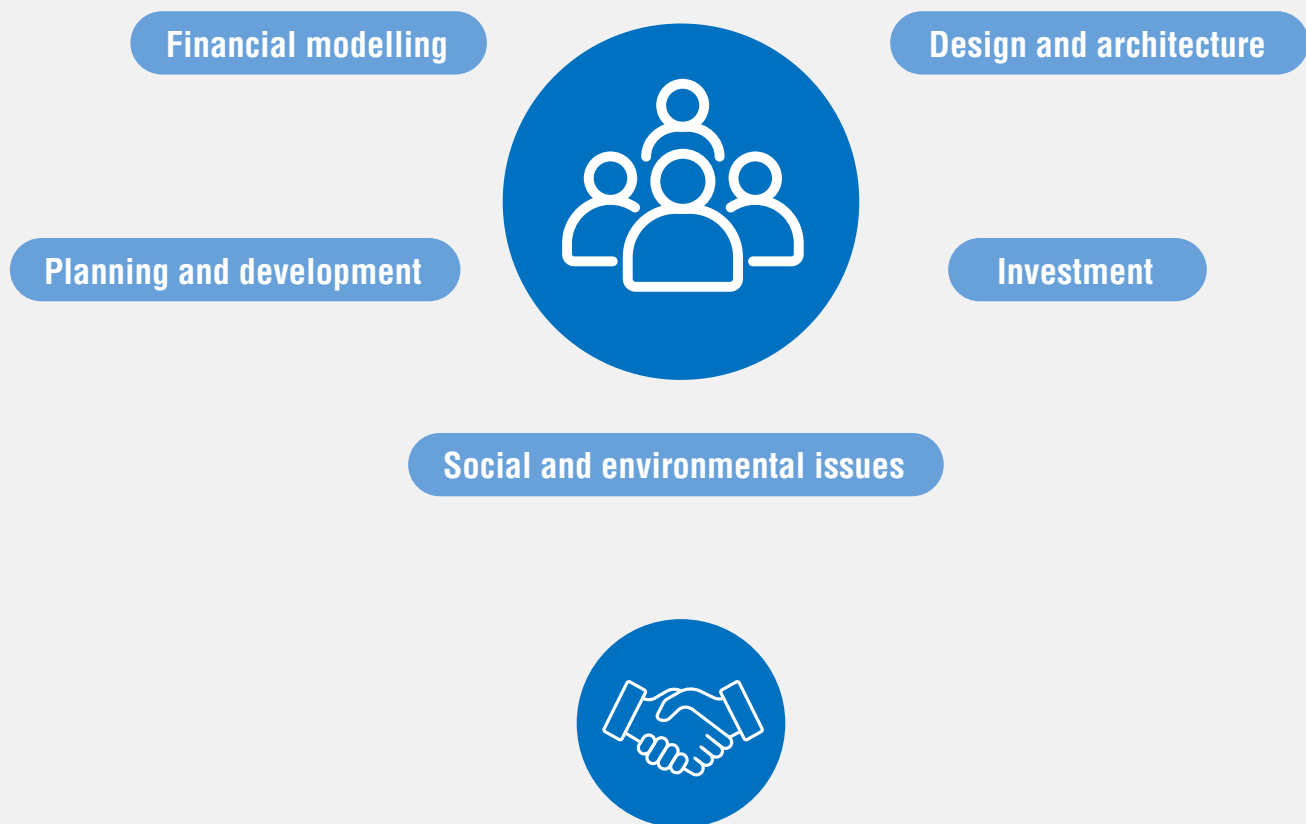 Financial modelling
Design and architecture
Planning and development
Investment
Social and environmental issues